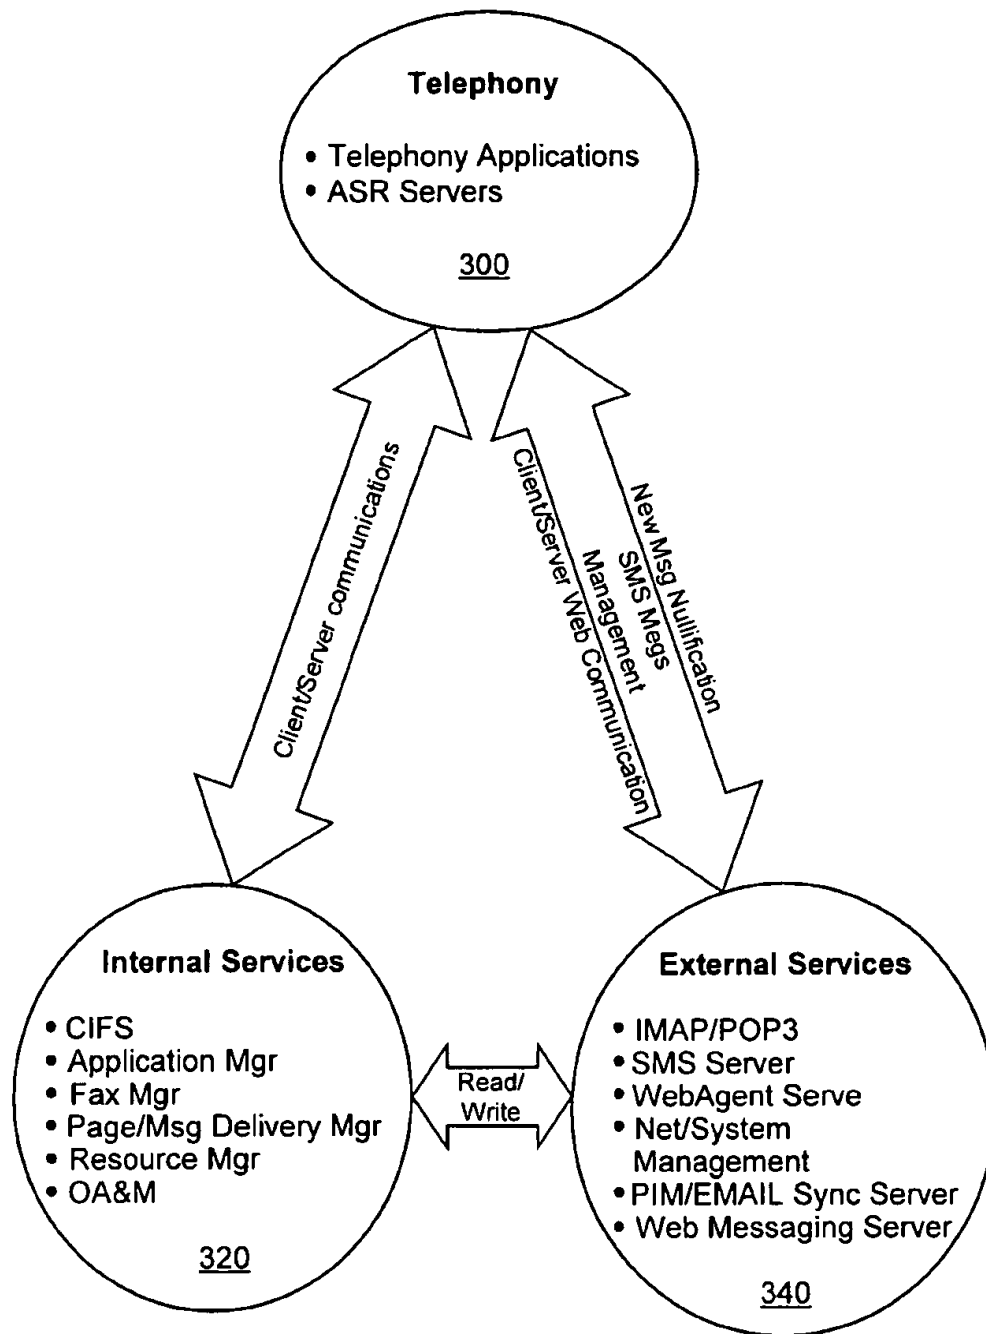 Telephony
• Telephony Applications
• ASR Servers
300
Client/Server communications
New Msg Nullification
SMS Megs
Management
Client/Server Web Communication
Internal Services
• CIFS
• Application Mgr
• Fax Mgr
• Page/Msg Delivery Mgr
• Resource Mgr
• OA&M
320
Read/
Write
External Services
• IMAP/POP3
• SMS Server
• WebAgent Serve
• Net/System
Management
• PIM/EMAIL Sync Server
• Web Messaging Server
340